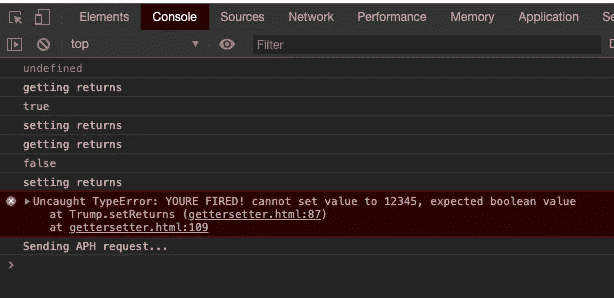 Elements Console Sources Network Performance Memory Application Se
top ▼ Filter D
undefined
getting returns
true
setting returns
getting returns
false
setting returns
Uncaught TypeError: YOURE FIRED! cannot set value to 12345, expected boolean value
at Trump.setReturns (gettersetter.html:87)
at gettersetter.html:109
Sending APH request...
>